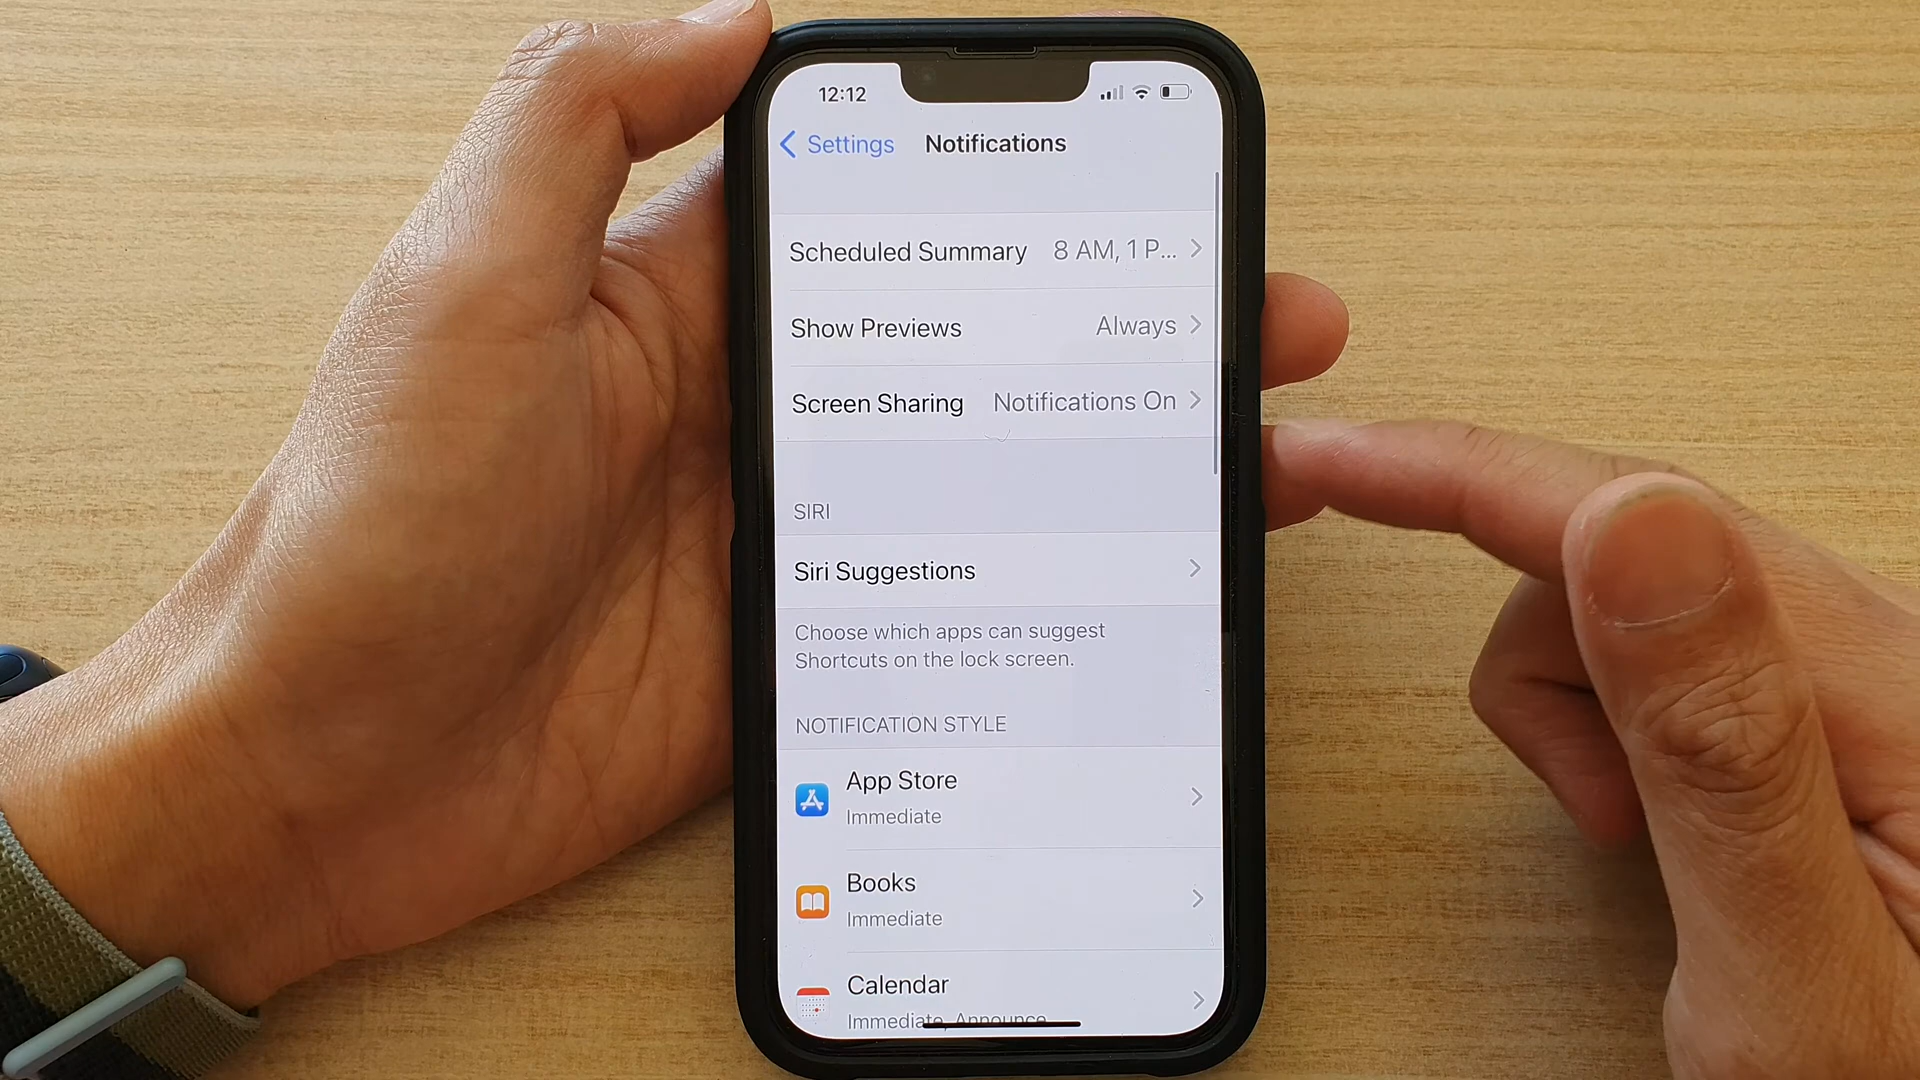 12:12
Settings
Notifications
Scheduled Summary 8 AM, 1 P...
Show Previews Always
Screen Sharing Notifications On
SIRI
Siri Suggestions
Choose which apps can suggest
Shortcuts on the lock screen.
NOTIFICATION STYLE
App Store
Immediate
Books
Immediate
Calendar
Immediate, Announce